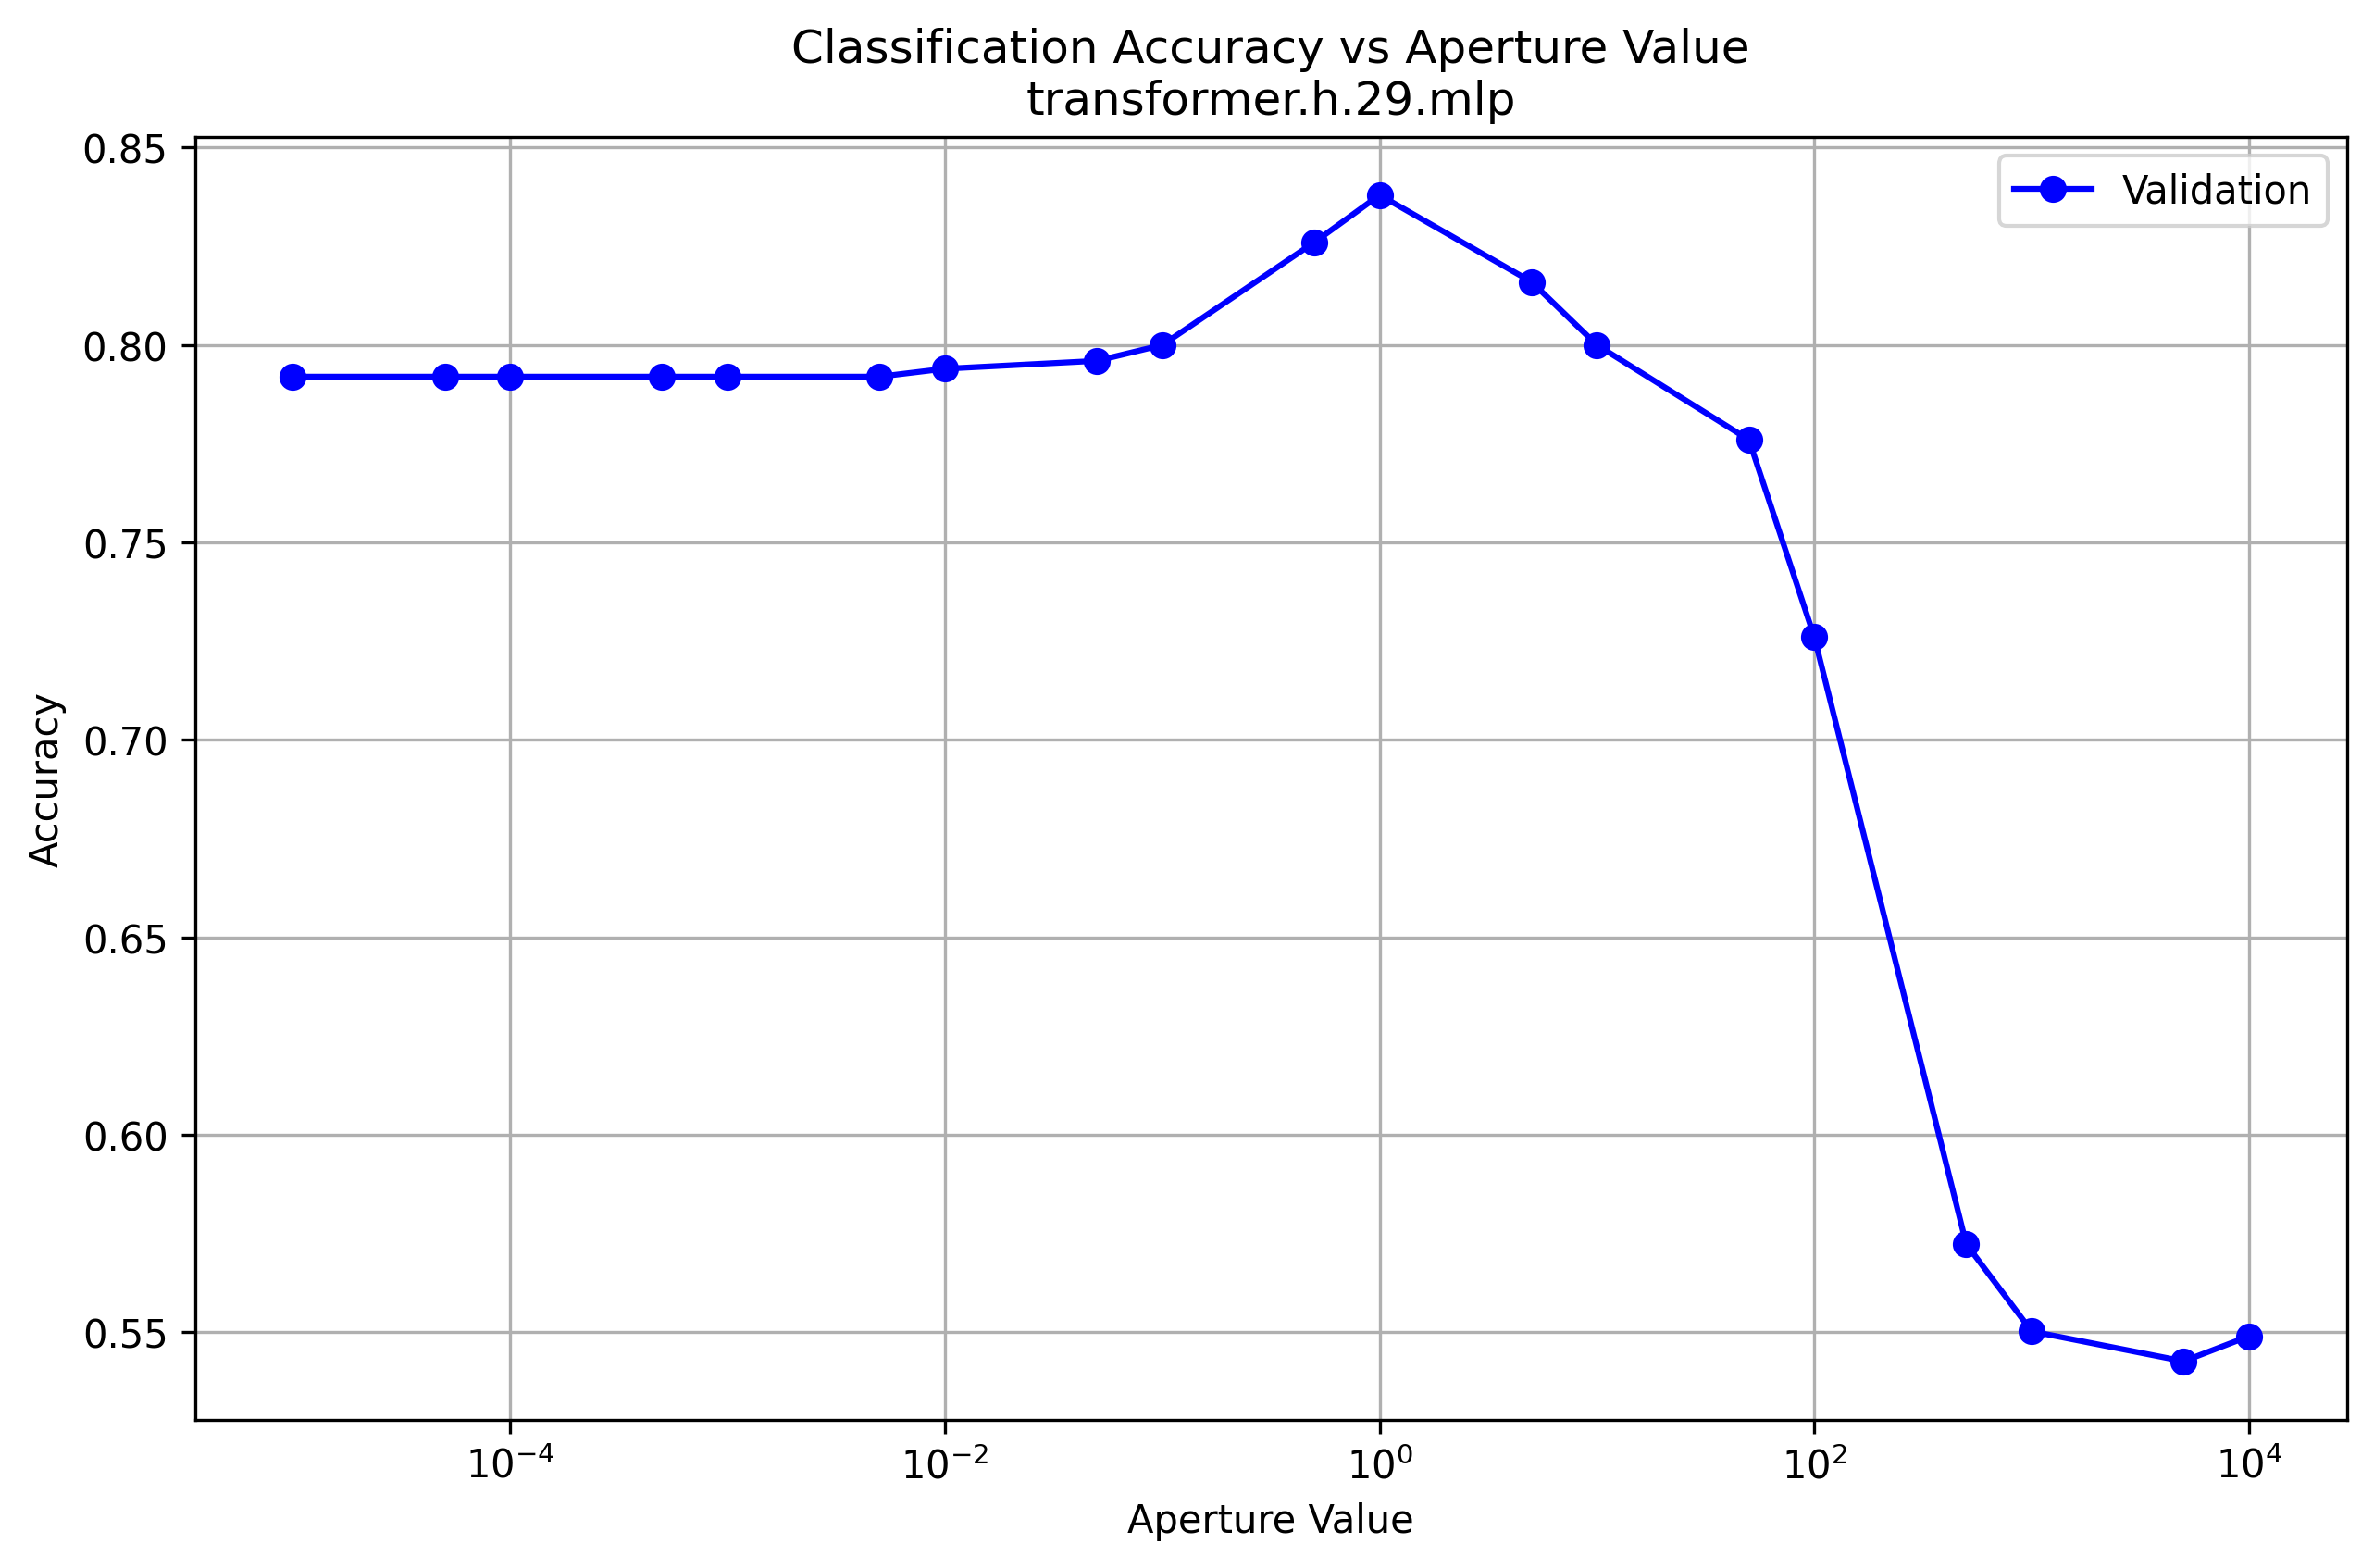 Classification Accuracy vs Aperture Value
transformer.h.29.mlp
Validation
0.85
0.80
0.75
0.70
0.65
0.60
0.55
Accuracy
10⁻⁴ 10⁻² 10⁰ 10² 10⁴
Aperture Value